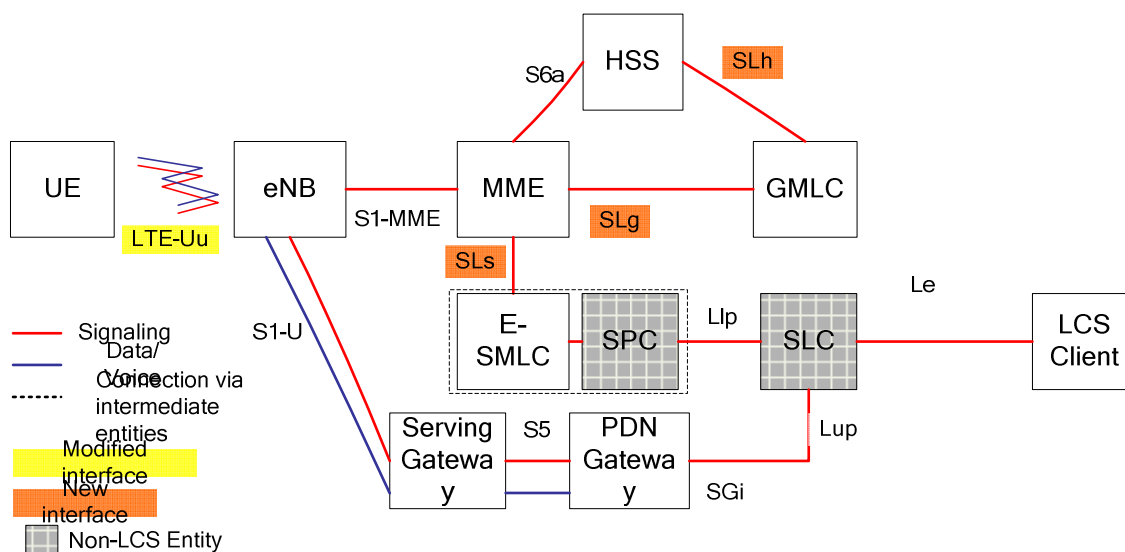 HSS
SLh
S6a
UE
eNB
MME
GMLC
S1-MME
SLg
LTE-Uu
SLs
Le
S1-U
E-
SMLC
SPC
Llp
SLC
LCS
Client
Signaling
Data/
Voice
Connection via
intermediate
entities
Serving
Gatewa
y
S5
PDN
Gatewa
y
Lup
SGi
Modified
interface
New
interface
Non-LCS Entity